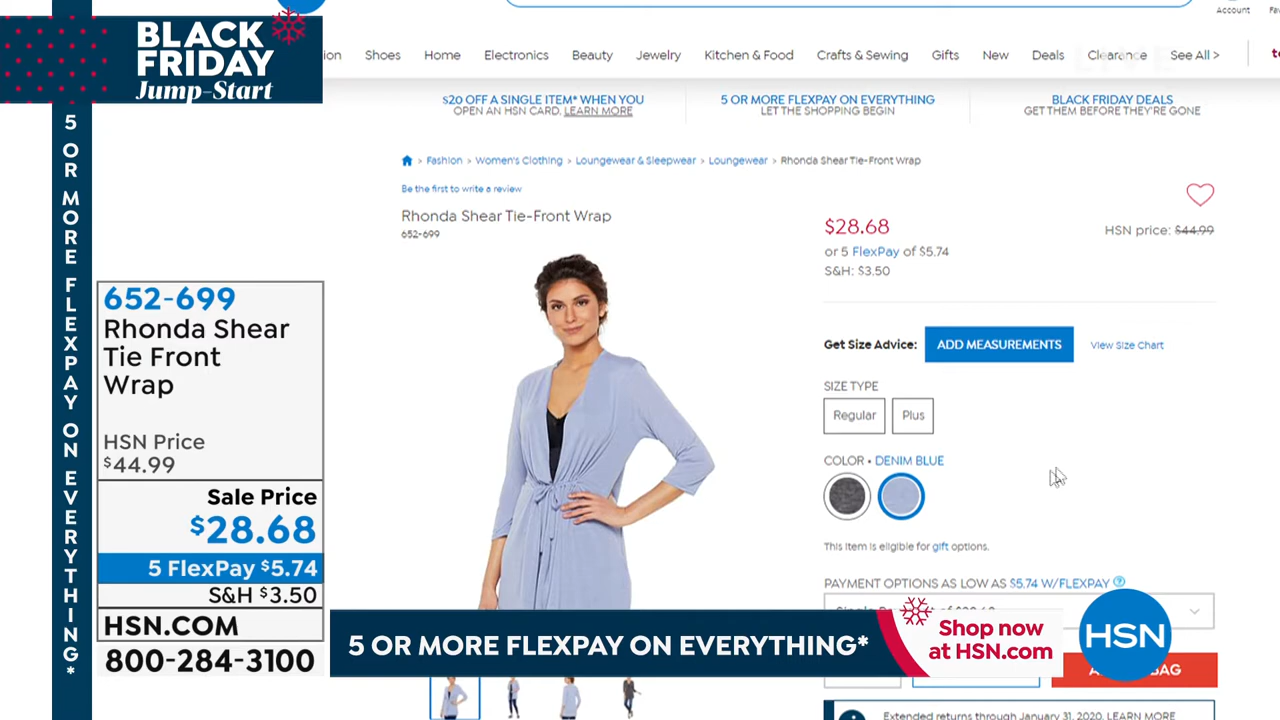 BLACK
FRIDAY
Jump-Start
5 OR MORE FLEXPAY ON EVERYTHING*
652-699
Rhonda Shear
Tie Front
Wrap
HSN Price
$44.99
Sale Price
$28.68
5 FlexPay $5.74
S&H $3.50
HSN.COM
800-284-3100
Account
Shoes Home Electronics Beauty Jewelry Kitchen & Food Crafts & Sewing Gifts New Deals Clearance See All >
$20 OFF A SINGLE ITEM* WHEN YOU
OPEN AN HSN CARD, LEARN MORE
5 OR MORE FLEXPAY ON EVERYTHING
LET THE SHOPPING BEGIN
BLACK FRIDAY DEALS
GET THEM BEFORE THEY'RE GONE
> Fashion > Women's Clothing > Loungewear & Sleepwear > Loungewear > Rhonda Shear Tie-Front Wrap
Be the first to write a review
Rhonda Shear Tie-Front Wrap
652-699
$28.68
HSN price: $44.99
or 5 FlexPay of $5.74
S&H: $3.50
Get Size Advice: ADD MEASUREMENTS View Size Chart
SIZE TYPE
Regular Plus
COLOR • DENIM BLUE
This item is eligible for gift options.
PAYMENT OPTIONS AS LOW AS $5.74 W/FLEXPAY ?
5 OR MORE FLEXPAY ON EVERYTHING*
Shop now
at HSN.com
HSN
BAG
Extended returns through January 31, 2020. LEARN MORE